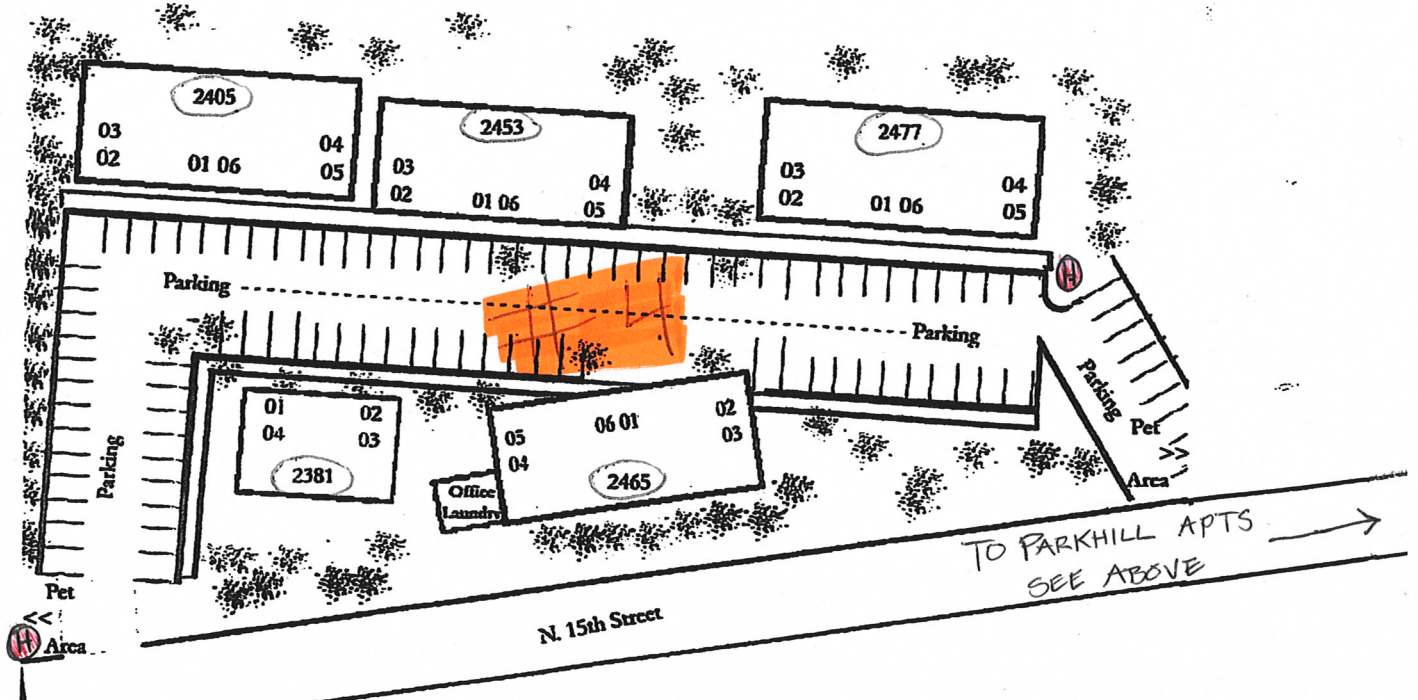 2405
03
04
02
01 06
05
2453
03
04
02
01 06
05
2477
03
04
02
01 06
05
H
Parking
Parking
Parking
Pet
>>
Area
01
02
04
03
2381
06 01
02
05
03
04
2465
Office
Laundry
Parking
Pet
<<
H
Area
N. 15th Street
TO PARKHILL APTS
SEE ABOVE